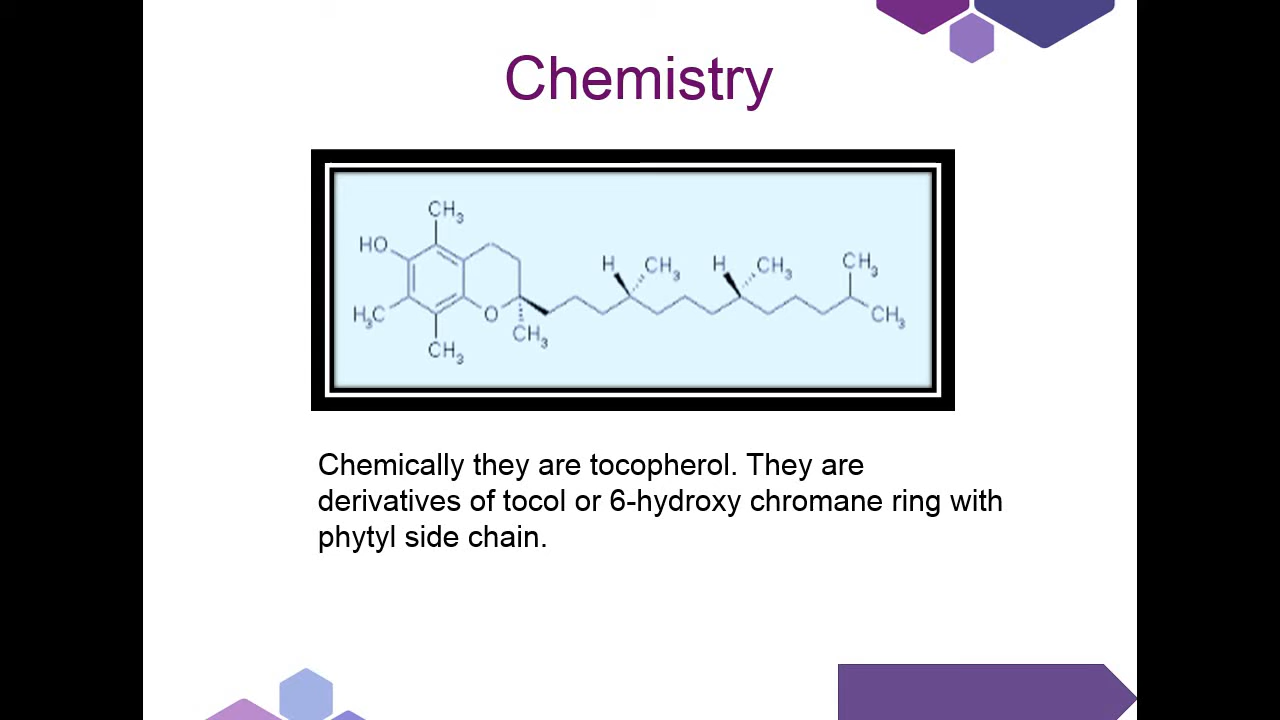 Chemistry
CH3
HO
H CH3 H CH3 CH3
H3C O CH3 CH3
CH3
Chemically they are tocopherol. They are
derivatives of tocol or 6-hydroxy chromane ring with
phytyl side chain.